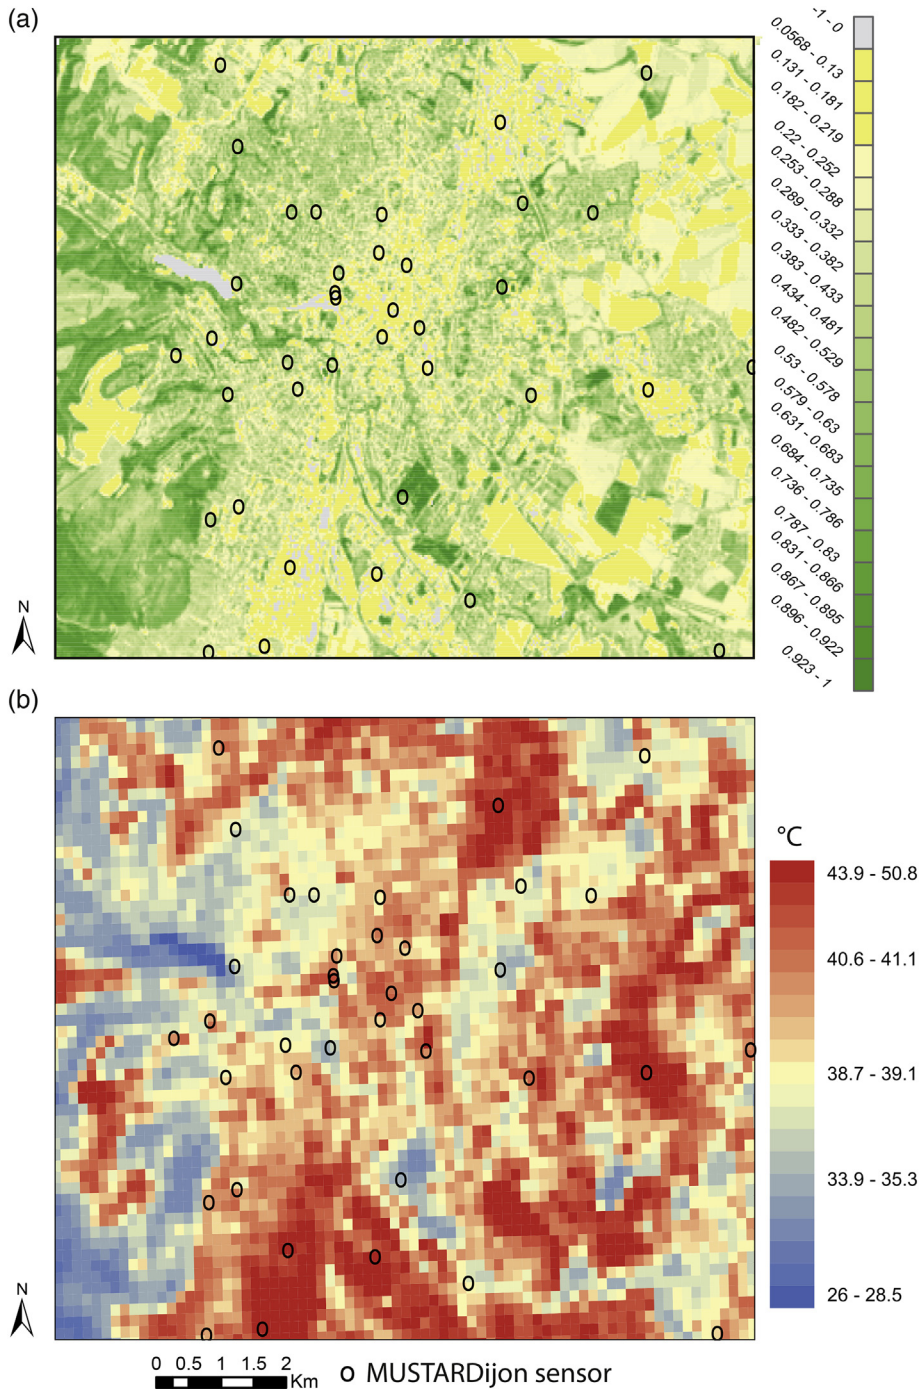 (a)
-1 - 0
0.0568 - 0.13
0.131 - 0.181
0.182 - 0.219
0.22 - 0.252
0.253 - 0.288
0.289 - 0.332
0.333 - 0.382
0.383 - 0.433
0.434 - 0.481
0.482 - 0.529
0.53 - 0.578
0.579 - 0.63
0.631 - 0.683
0.684 - 0.735
0.736 - 0.786
0.787 - 0.83
0.831 - 0.866
0.867 - 0.895
0.896 - 0.922
0.923 - 1
N
(b)
°C
43.9 - 50.8
40.6 - 41.1
38.7 - 39.1
33.9 - 35.3
26 - 28.5
N
0 0.5 1 1.5 2
Km
MUSTARDijon sensor